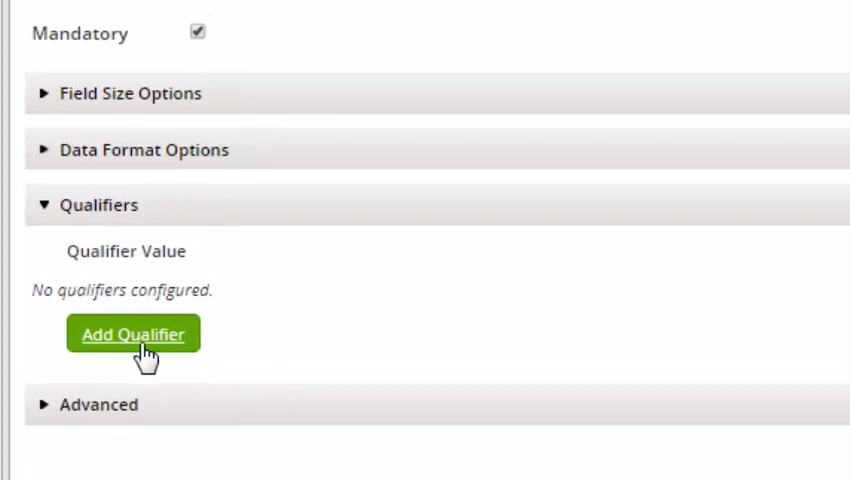 Mandatory
Field Size Options
Data Format Options
Qualifiers
Qualifier Value
No qualifiers configured.
Add Qualifier
Advanced